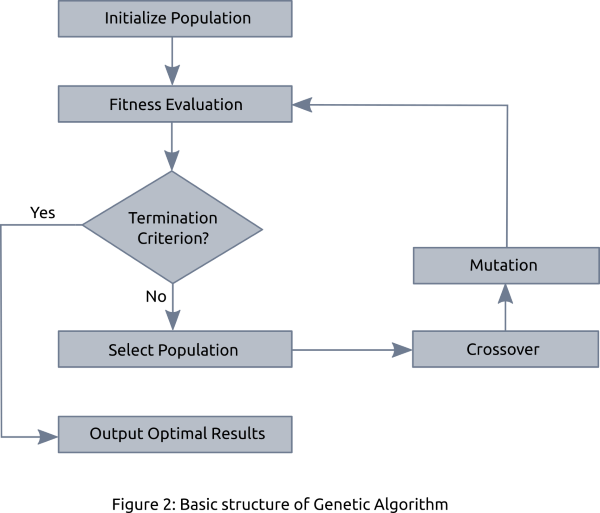 Initialize Population
Fitness Evaluation
Yes
Termination
Criterion?
Mutation
No
Select Population
Crossover
Output Optimal Results
Figure 2: Basic structure of Genetic Algorithm